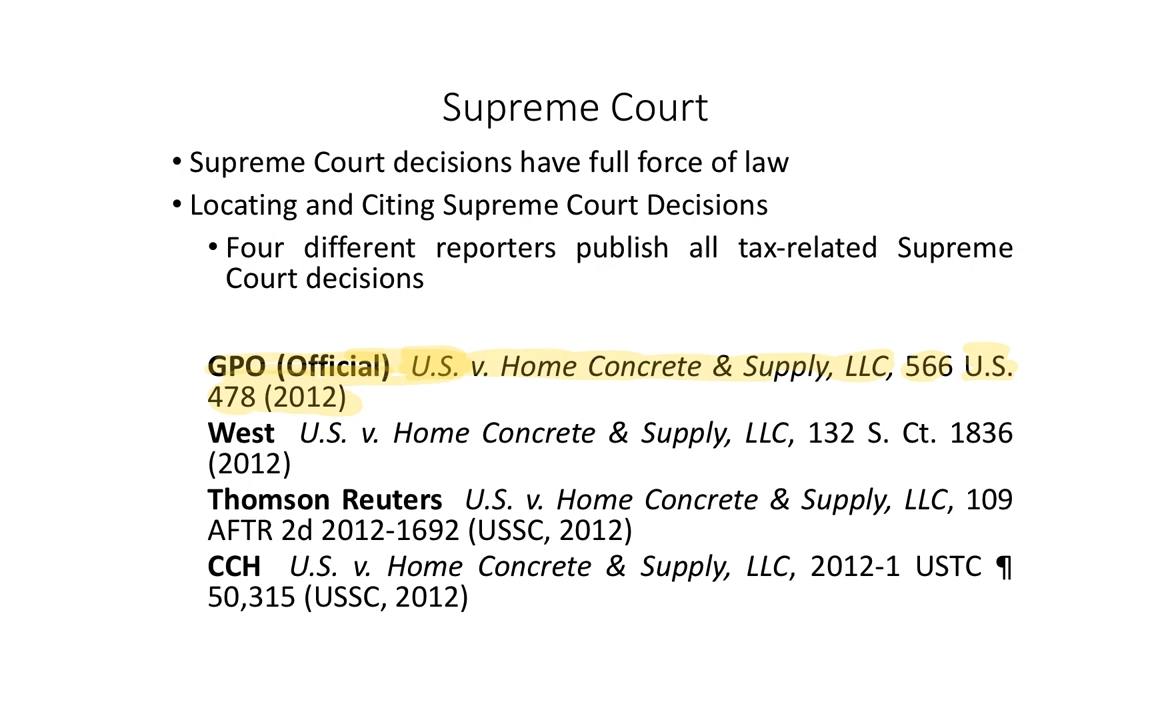 Supreme Court
• Supreme Court decisions have full force of law
• Locating and Citing Supreme Court Decisions
• Four different reporters publish all tax-related Supreme
Court decisions
GPO (Official) U.S. v. Home Concrete & Supply, LLC, 566 U.S.
478 (2012)
West U.S. v. Home Concrete & Supply, LLC, 132 S. Ct. 1836
(2012)
Thomson Reuters U.S. v. Home Concrete & Supply, LLC, 109
AFTR 2d 2012-1692 (USSC, 2012)
CCH U.S. v. Home Concrete & Supply, LLC, 2012-1 USTC ¶
50,315 (USSC, 2012)